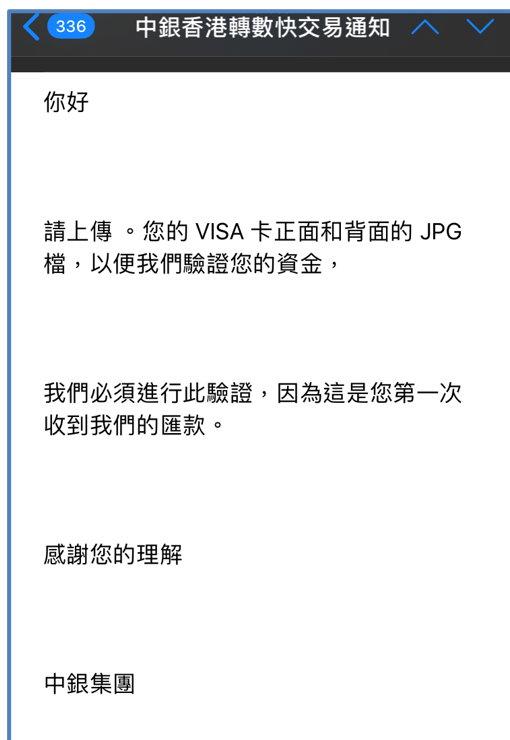 336
中銀香港轉數快交易通知
你好
請上傳 。您的 VISA 卡正面和背面的 JPG
檔，以便我們驗證您的資金，
我們必須進行此驗證，因為這是您第一次
收到我們的匯款。
感謝您的理解
中銀集團